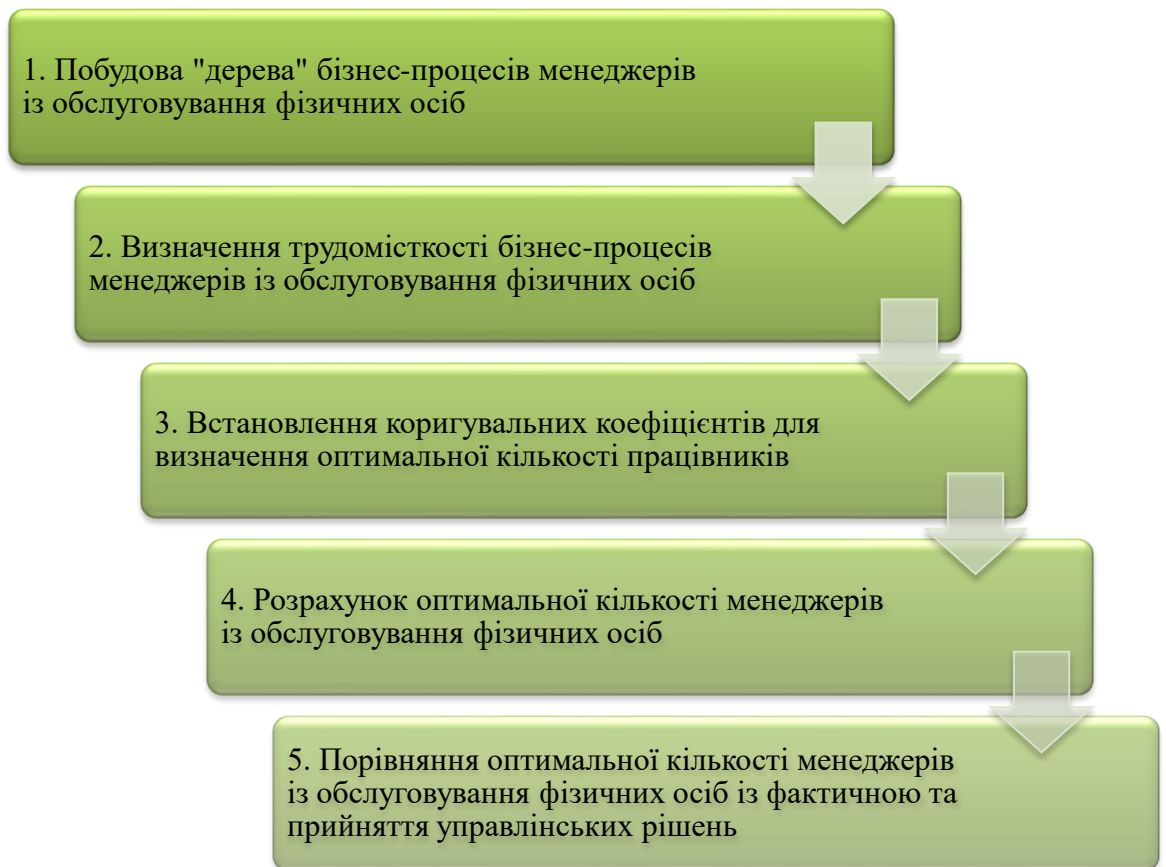 1. Побудова "дерева" бізнес-процесів менеджерів
із обслуговування фізичних осіб
2. Визначення трудомісткості бізнес-процесів
менеджерів із обслуговування фізичних осіб
3. Встановлення коригувальних коефіцієнтів для
визначення оптимальної кількості працівників
4. Розрахунок оптимальної кількості менеджерів
із обслуговування фізичних осіб
5. Порівняння оптимальної кількості менеджерів
із обслуговування фізичних осіб із фактичною та
прийняття управлінських рішень